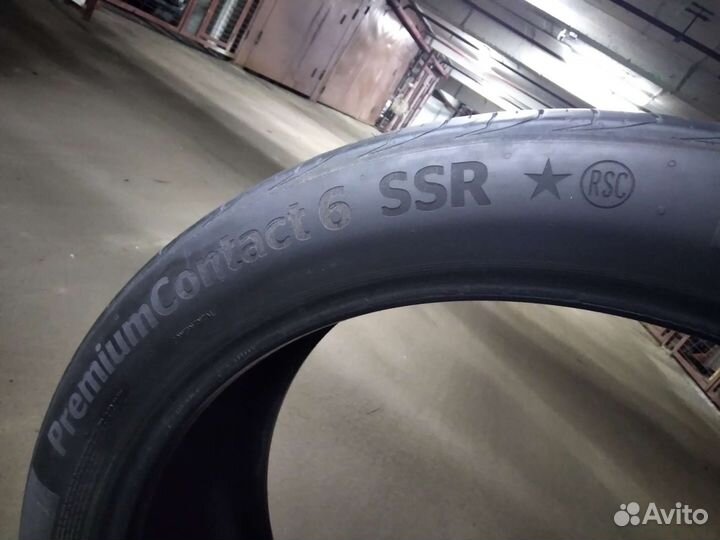 PremiumContact 6 SSR ★ RSC
Avito